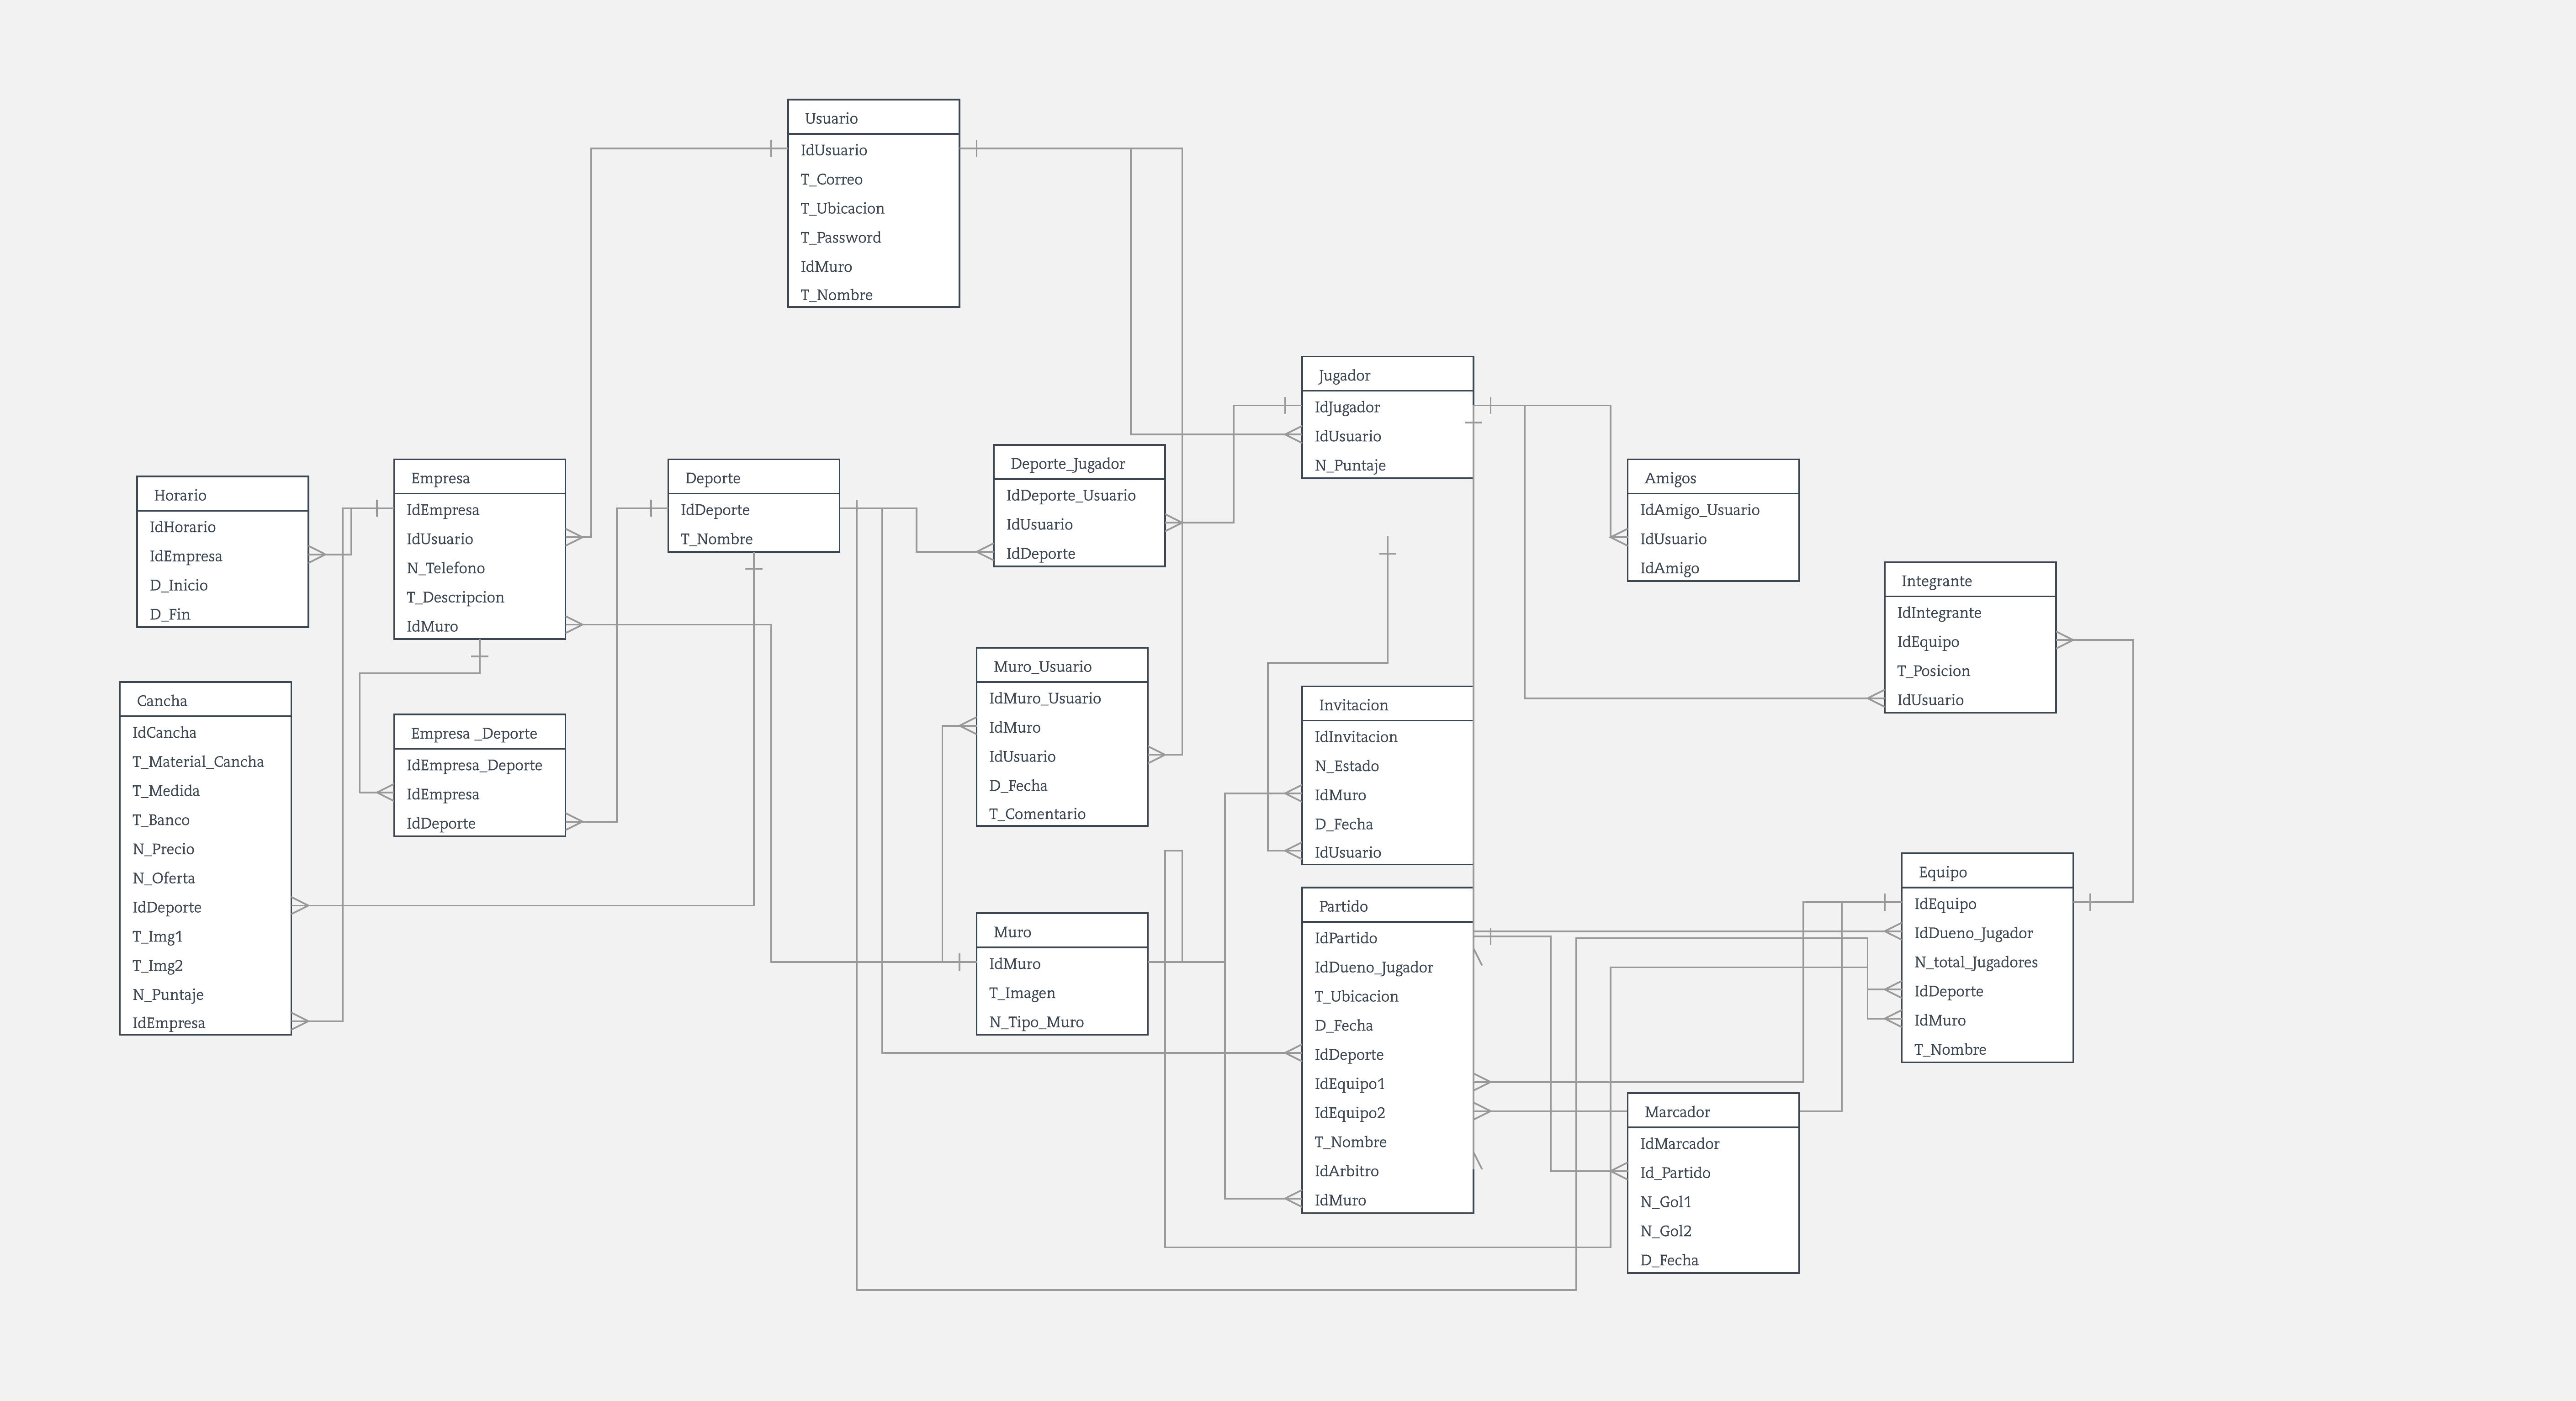 Usuario
IdUsuario
T_Correo
T_Ubicacion
T_Password
IdMuro
T_Nombre
Jugador
IdJugador
IdUsuario
N_Puntaje
Deporte_Jugador
IdDeporte_Usuario
IdUsuario
IdDeporte
Empresa
IdEmpresa
IdUsuario
N_Telefono
T_Descripcion
IdMuro
Deporte
IdDeporte
T_Nombre
Amigos
IdAmigo_Usuario
IdUsuario
IdAmigo
Horario
IdHorario
IdEmpresa
D_Inicio
D_Fin
Integrante
IdIntegrante
IdEquipo
T_Posicion
IdUsuario
Muro_Usuario
IdMuro_Usuario
IdMuro
IdUsuario
D_Fecha
T_Comentario
Cancha
IdCancha
T_Material_Cancha
T_Medida
T_Banco
N_Precio
N_Oferta
IdDeporte
T_Img1
T_Img2
N_Puntaje
IdEmpresa
Invitacion
IdInvitacion
N_Estado
IdMuro
D_Fecha
IdUsuario
Empresa _Deporte
IdEmpresa_Deporte
IdEmpresa
IdDeporte
Equipo
IdEquipo
IdDueno_Jugador
N_total_Jugadores
IdDeporte
IdMuro
T_Nombre
Partido
IdPartido
IdDueno_Jugador
T_Ubicacion
D_Fecha
IdDeporte
IdEquipo1
IdEquipo2
T_Nombre
IdArbitro
IdMuro
Muro
IdMuro
T_Imagen
N_Tipo_Muro
Marcador
IdMarcador
Id_Partido
N_Gol1
N_Gol2
D_Fecha